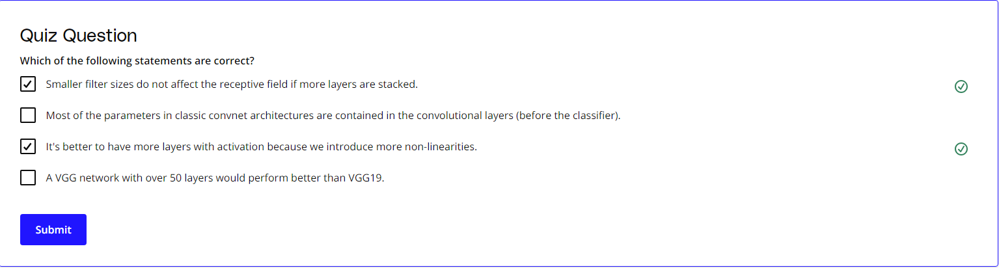 Quiz Question
Which of the following statements are correct?
Smaller filter sizes do not affect the receptive field if more layers are stacked.
Most of the parameters in classic convnet architectures are contained in the convolutional layers (before the classifier).
It's better to have more layers with activation because we introduce more non-linearities.
A VGG network with over 50 layers would perform better than VGG19.
Submit